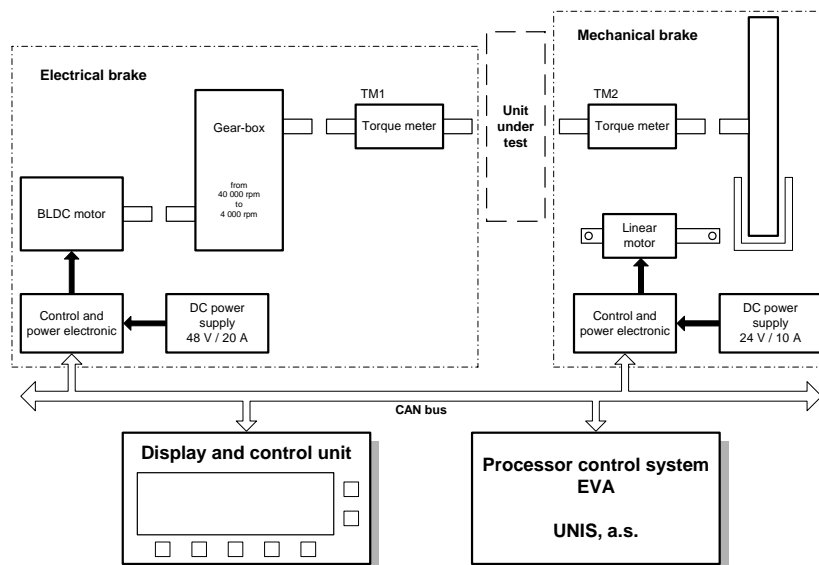 Mechanical brake
Electrical brake
TM1
TM2
Gear-box
Torque meter
Unit
under
test
Torque meter
from
40 000 rpm
to
4 000 rpm
BLDC motor
Linear
motor
Control and
power electronic
DC power
supply
48 V / 20 A
Control and
power electronic
DC power
supply
24 V / 10 A
CAN bus
Display and control unit
Processor control system
EVA
UNIS, a.s.